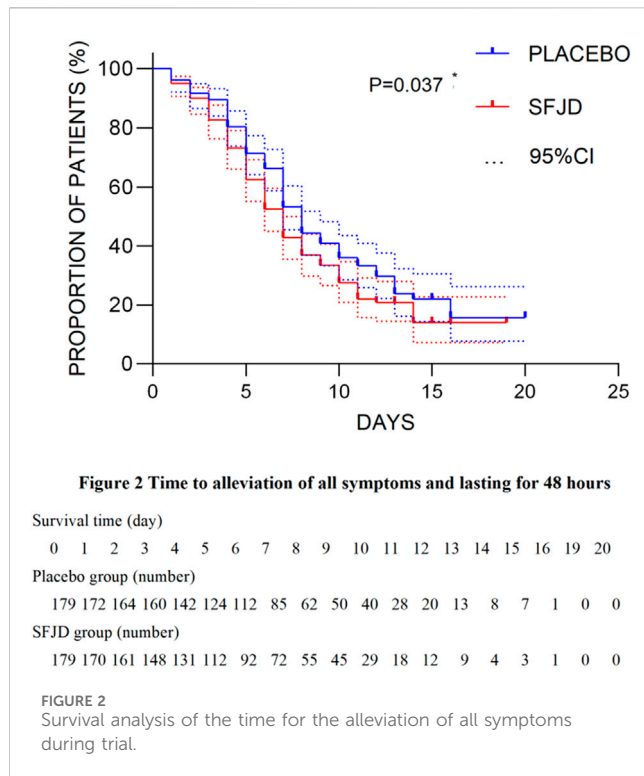 PLACEBO
P=0.037 *
SFJD
... 95%CI
PROPORTION OF PATIENTS (%)
100
80
60
40
20
0
0 5 10 15 20 25
DAYS
Figure 2 Time to alleviation of all symptoms and lasting for 48 hours
Survival time (day)
0 1 2 3 4 5 6 7 8 9 10 11 12 13 14 15 16 19 20
Placebo group (number)
179 172 164 160 142 124 112 85 62 50 40 28 20 13 8 7 1 0 0
SFJD group (number)
179 170 161 148 131 112 92 72 55 45 29 18 12 9 4 3 1 0 0
FIGURE 2
Survival analysis of the time for the alleviation of all symptoms
during trial.